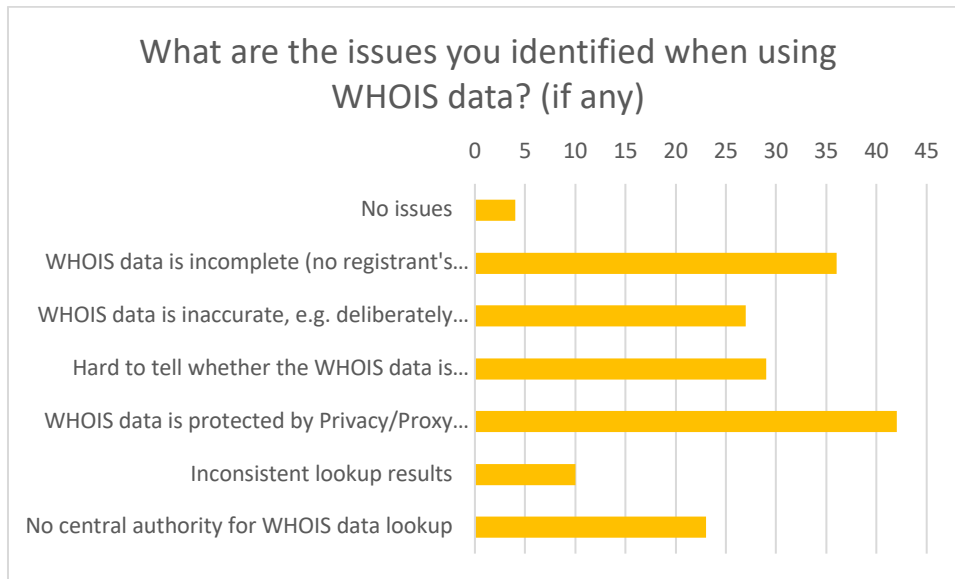 What are the issues you identified when using
WHOIS data? (if any)
0 5 10 15 20 25 30 35 40 45
No issues
WHOIS data is incomplete (no registrant's...
WHOIS data is inaccurate, e.g. deliberately...
Hard to tell whether the WHOIS data is...
WHOIS data is protected by Privacy/Proxy...
Inconsistent lookup results
No central authority for WHOIS data lookup